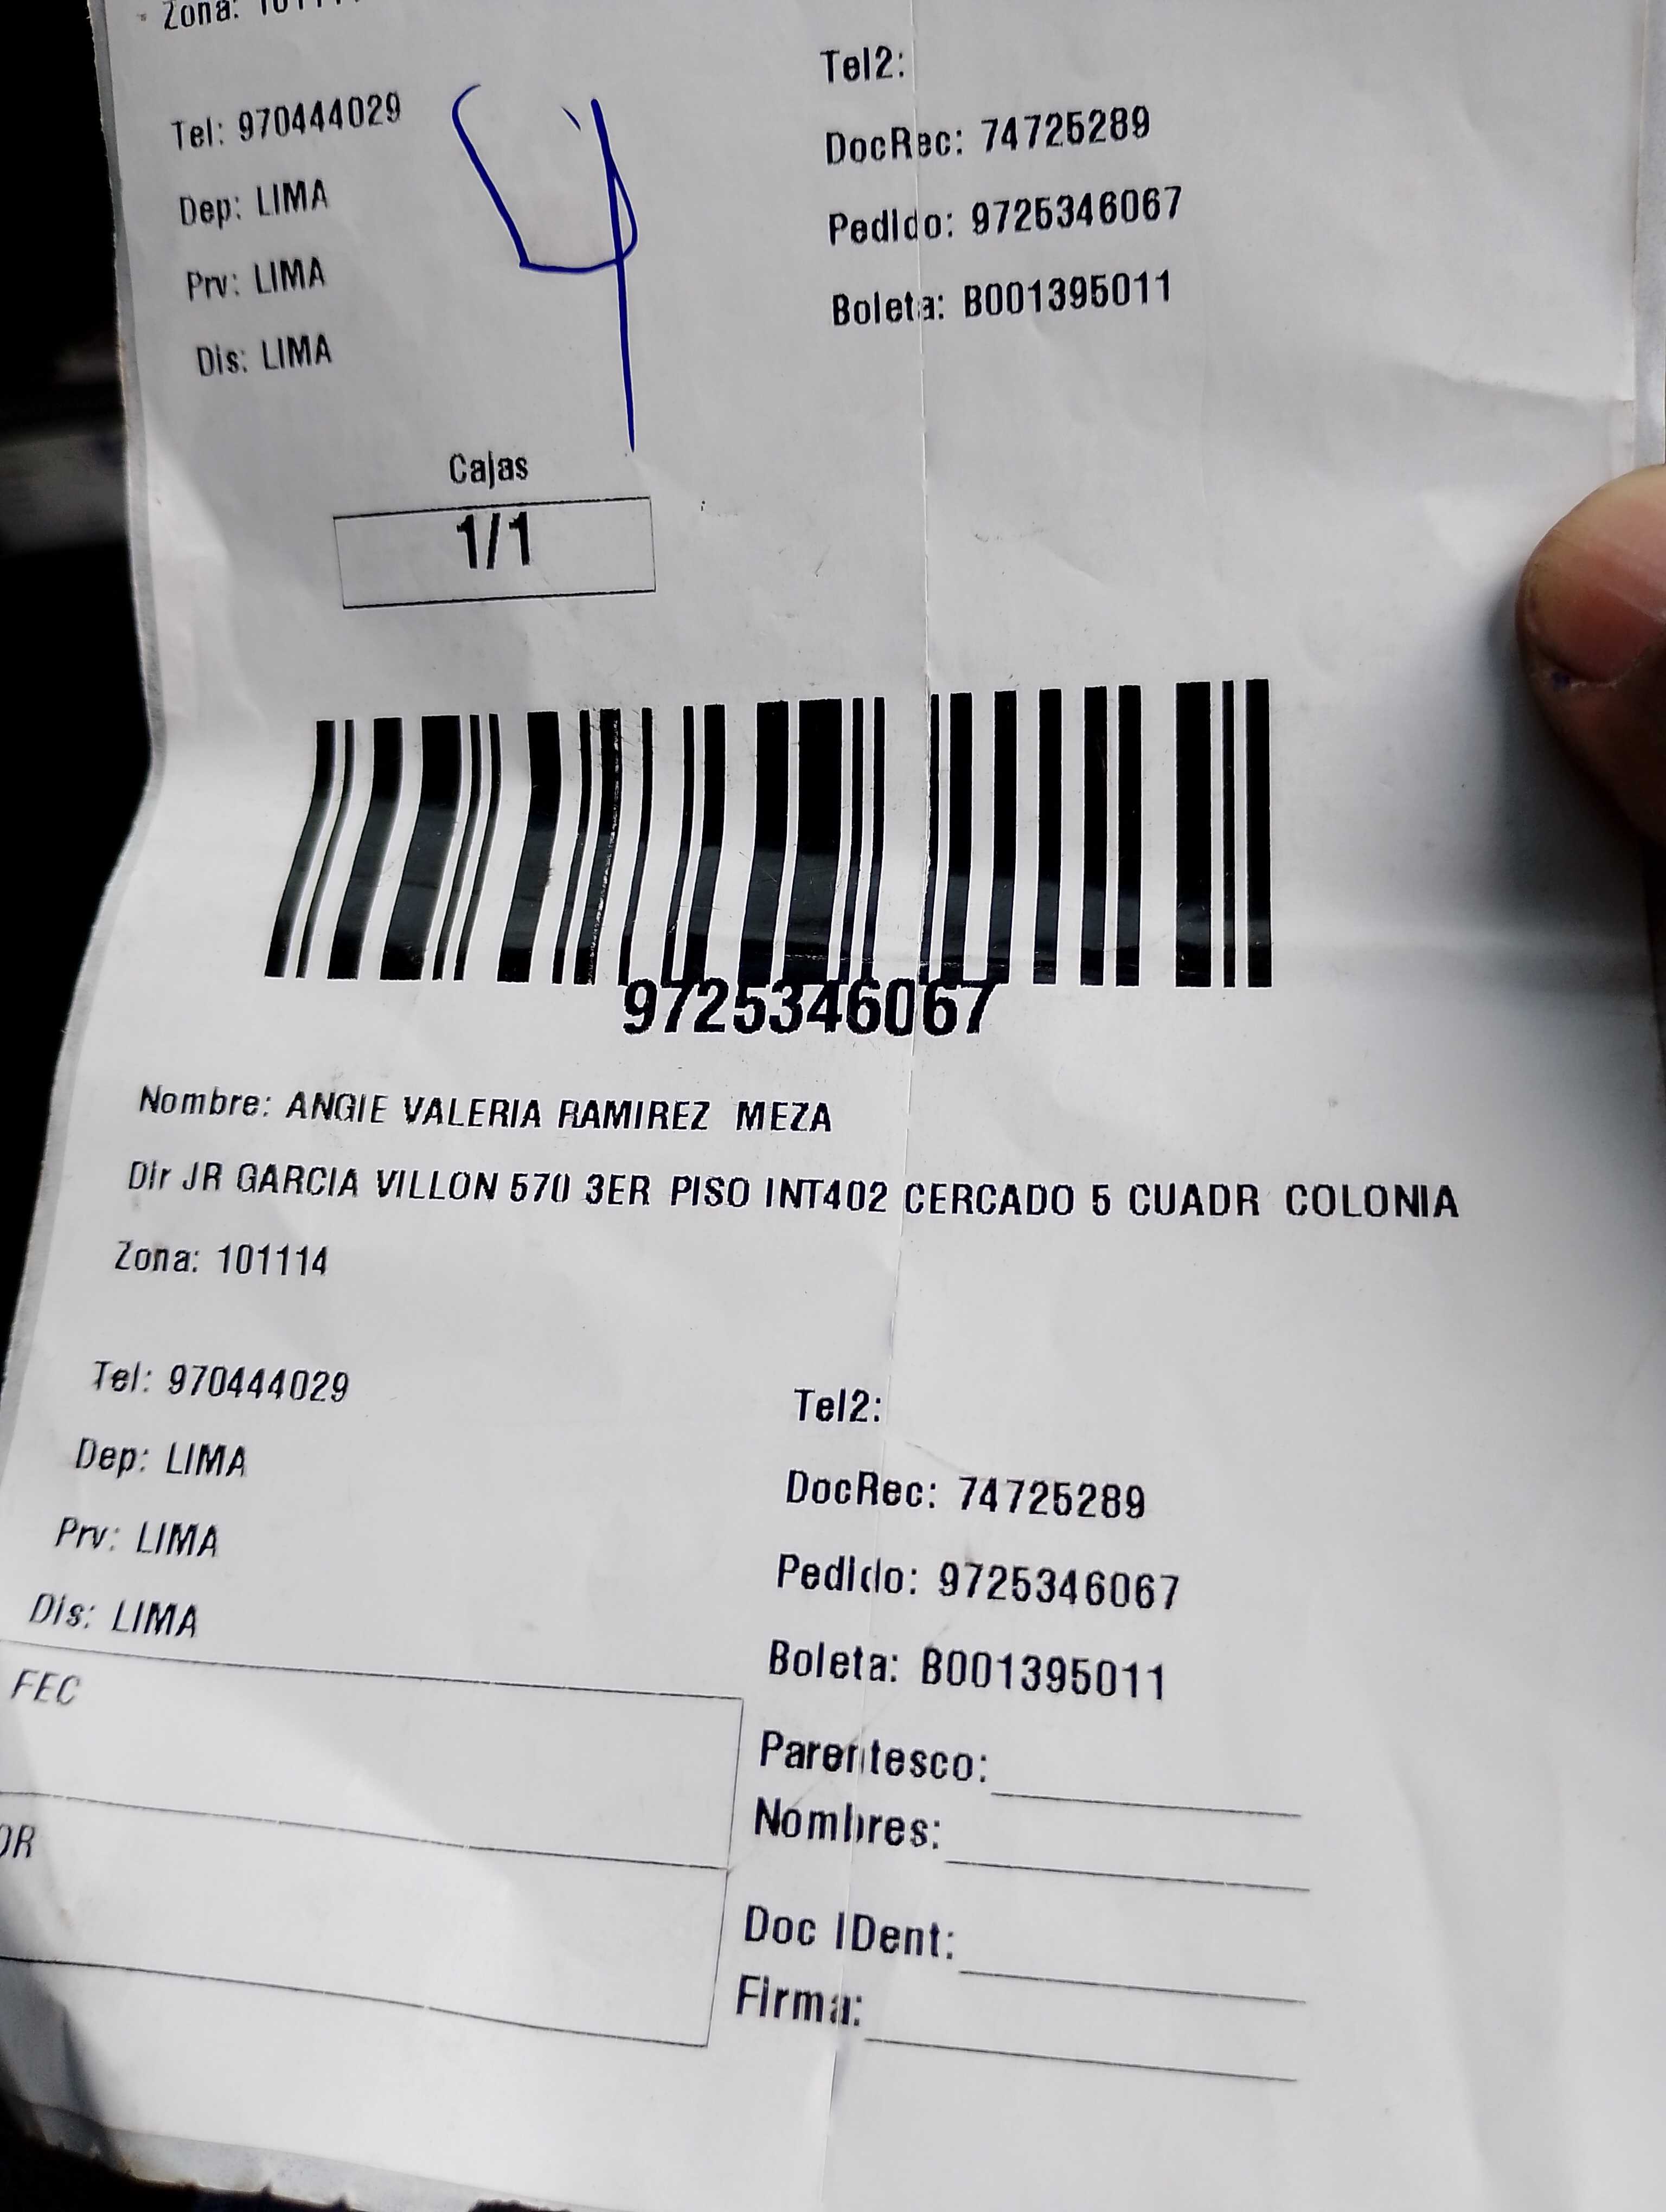 Zona:
Tel: 970444029
Tel2:
Dep: LIMA
DocRec: 74725289
Prv: LIMA
Pedido: 9725346067
Dis: LIMA
Boleta: B001395011
4
Cajas
1/1
9725346067
Nombre: ANGIE VALERIA RAMIREZ MEZA
Dir JR GARCIA VILLON 570 3ER PISO INT402 CERCADO 5 CUADR COLONIA
Zona: 101114
Tel: 970444029
Tel2:
Dep: LIMA
DocRec: 74725289
Prv: LIMA
Pedido: 9725346067
Dis: LIMA
Boleta: B001395011
FEC
Parentesco:
OR
Nombres:
Doc IDent:
Firma: